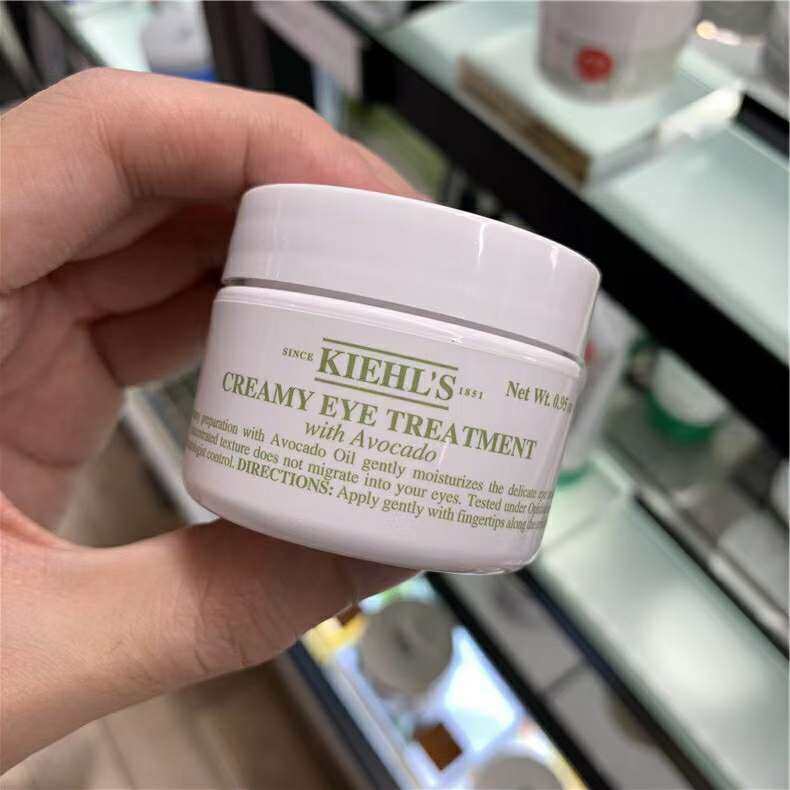 SINCE KIEHL'S 1851
Net Wt. 0.95
CREAMY EYE TREATMENT
with Avocado
preparation with Avocado Oil gently moisturizes the delicate
texture does not migrate into your eyes. Tested under
control. DIRECTIONS: Apply gently with fingertips along